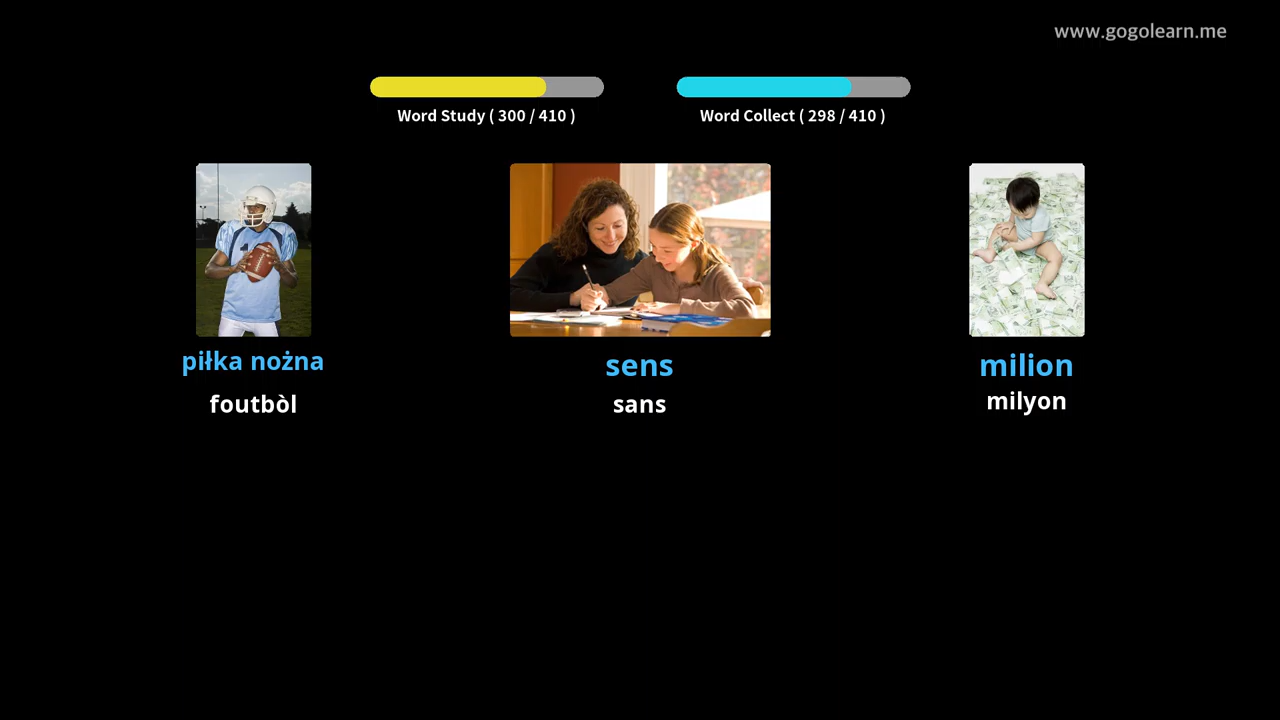 www.gogolearn.me
Word Study ( 300 / 410 )
Word Collect ( 298 / 410 )
piłka nożna
foutbòl
sens
sans
milion
milyon